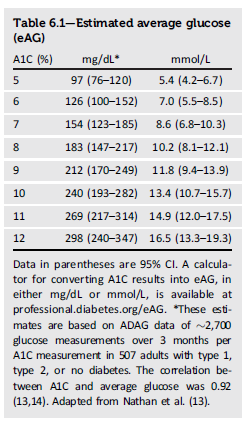 Table 6.1—Estimated average glucose
(eAG)
A1C (%) mg/dL* mmol/L
5 97 (76–120) 5.4 (4.2–6.7)
6 126 (100–152) 7.0 (5.5–8.5)
7 154 (123–185) 8.6 (6.8–10.3)
8 183 (147–217) 10.2 (8.1–12.1)
9 212 (170–249) 11.8 (9.4–13.9)
10 240 (193–282) 13.4 (10.7–15.7)
11 269 (217–314) 14.9 (12.0–17.5)
12 298 (240–347) 16.5 (13.3–19.3)
Data in parentheses are 95% CI. A calcula-
tor for converting A1C results into eAG, in
either mg/dL or mmol/L, is available at
professional.diabetes.org/eAG. *These esti-
mates are based on ADAG data of ~2,700
glucose measurements over 3 months per
A1C measurement in 507 adults with type 1,
type 2, or no diabetes. The correlation be-
tween A1C and average glucose was 0.92
(13,14). Adapted from Nathan et al. (13).